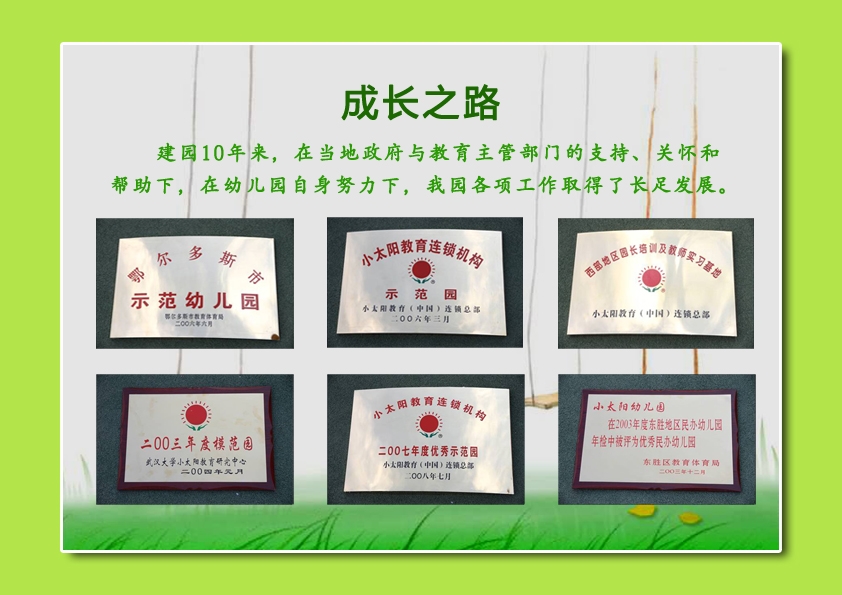 成长之路
建园10年来，在当地政府与教育主管部门的支持、关怀和
帮助下，在幼儿园自身努力下，我园各项工作取得了长足发展。
鄂尔多斯市
示范幼儿园
鄂尔多斯市教育体育局
二〇〇六年六月
小太阳教育连锁机构
示范园
小太阳教育（中国）连锁总部
二〇〇六年三月
西部地区园长培训及教师实习基地
小太阳教育（中国）连锁总部
二〇〇三年度模范园
武汉大学小太阳教育研究中心
二〇〇四年元月
小太阳教育连锁机构
二〇〇七年度优秀示范园
小太阳教育（中国）连锁总部
二〇〇八年七月
小太阳幼儿园
在2003年度东胜地区民办幼儿园
年检中被评为优秀民办幼儿园
东胜区教育体育局
二〇〇三年十二月